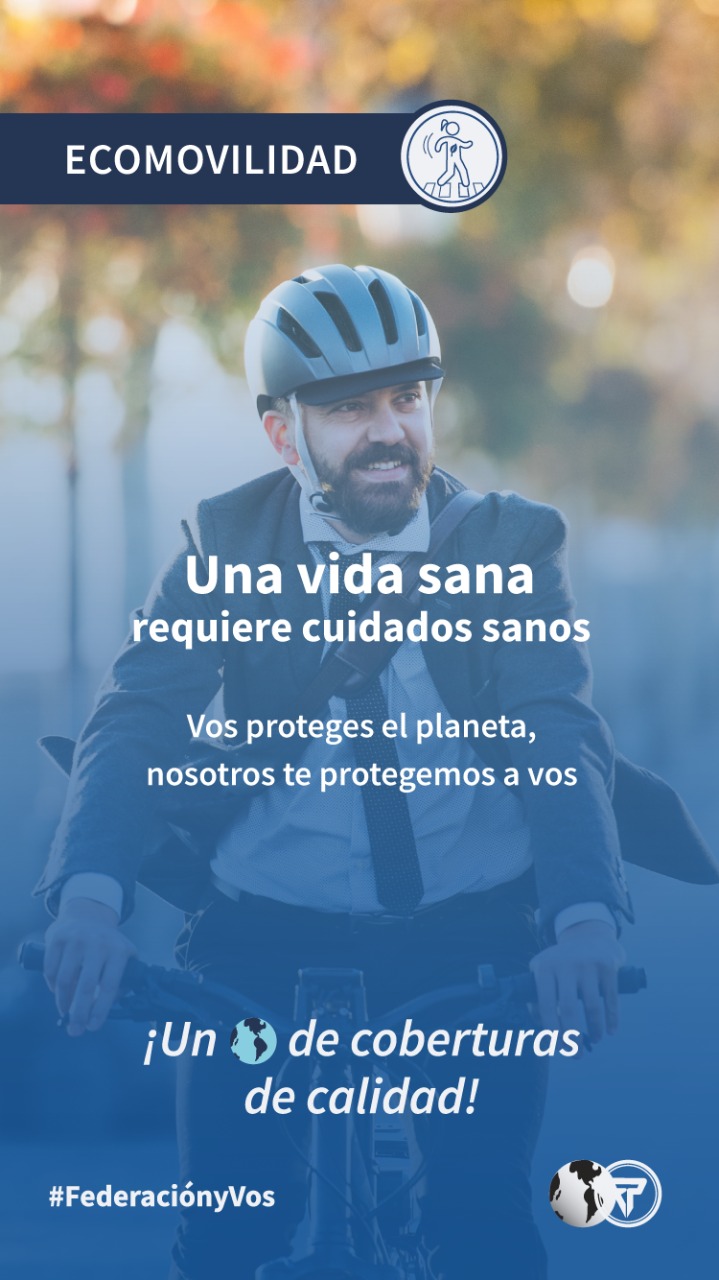 ECOMOVILIDAD
Una vida sana
requiere cuidados sanos
Vos proteges el planeta,
nosotros te protegemos a vos
¡Un de coberturas
de calidad!
#FederaciónyVos